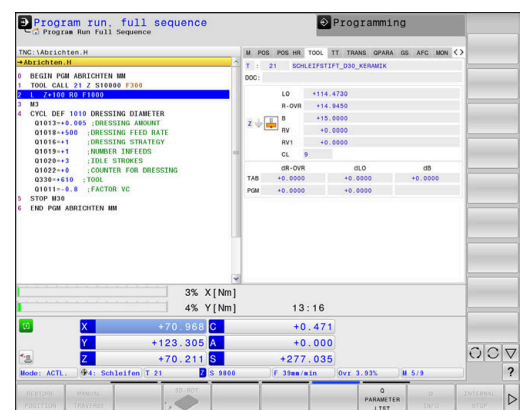 Program run, full sequence
Programming
Program Run Full Sequence
TNC:\Abrichten.H
→Abrichten.H
0 BEGIN PGM ABRICHTEN MM
1 TOOL CALL 21 Z S10000 F300
2 L Z+100 R0 F1000
3 M3
4 CYCL DEF 1010 DRESSING DIAMETER
Q1013=+0.005 ;DRESSING AMOUNT
Q1018=+500 ;DRESSING FEED RATE
Q1016=+1 ;DRESSING STRATEGY
Q1019=+1 ;NUMBER INFEEDS
Q1020=+3 ;IDLE STROKES
Q1022=+0 ;COUNTER FOR DRESSING
Q330=+610 ;TOOL
Q1011=-0.8 ;FACTOR VC
5 STOP M30
6 END PGM ABRICHTEN MM
M POS POS HR TOOL TT TRANS QPARA GS AFC MON
T : 21 SCHLEIFSTIFT_D30_KERAMIK
DOC:
LO +114.4730
R-OVR +14.9450
Z
B +15.0000
RV +0.0000
RV1 +0.0000
CL 9
dR-OVR dLO dB
TAB +0.0000 +0.0000 +0.0000
PGM +0.0000 +0.0000
3% X[Nm]
4% Y[Nm] 13:16
X +70.968 C +0.471
Y +123.305 A +0.000
Z +70.211 S +277.035
Mode: ACTL. 4: Schleifen T 21 Z S 9800 F 39mm/min Ovr 3.93% M 5/9
?
RESTORE POSITION
MANUAL TRAVERSE
3D ROT
Q PARAMETER LIST
Q INFO
INTERNAL STOP